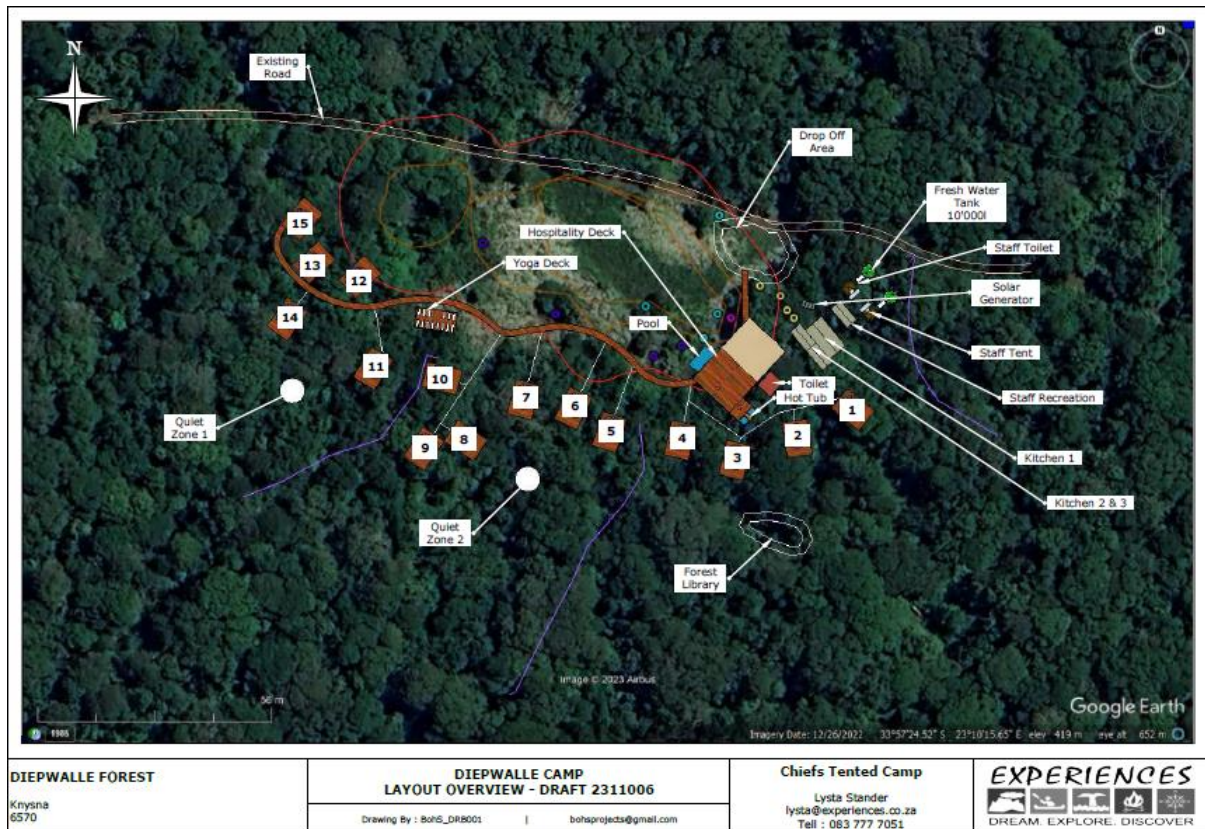 N
Existing
Road
Drop Off
Area
Fresh Water
Tank
10'000l
Staff Toilet
Hospitality Deck
Yoga Deck
Solar
Generator
Pool
Staff Tent
Toilet
Hot Tub
Staff Recreation
Kitchen 1
Kitchen 2 & 3
15
13
12
14
11
10
9
8
7
6
5
4
3
2
1
Quiet
Zone 1
Quiet
Zone 2
Forest
Library
Image © 2023 Airbus
56 m
Google Earth
1985
Imagery Date: 12/26/2022 33°57'24.52" S 23°10'15.65" E elev 419 m eye alt 652 m
DIEPWALLE FOREST
Knysna
6570
DIEPWALLE CAMP
LAYOUT OVERVIEW - DRAFT 2311006
Drawing By : BohS_DRB001 | bohsprojects@gmail.com
Chiefs Tented Camp
Lysta Stander
lysta@experiences.co.za
Tell : 083 777 7051
EXPERIENCES
DREAM. EXPLORE. DISCOVER